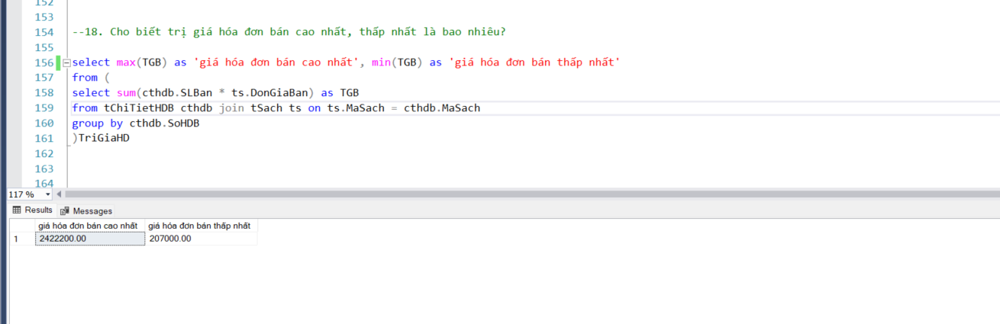 152
153
154 --18. Cho biết trị giá hóa đơn bán cao nhất, thấp nhất là bao nhiêu?
155
156 select max(TGB) as 'giá hóa đơn bán cao nhất', min(TGB) as 'giá hóa đơn bán thấp nhất'
157 from (
158 select sum(cthdb.SLBan * ts.DonGiaBan) as TGB
159 from tChiTietHDB cthdb join tSach ts on ts.MaSach = cthdb.MaSach
160 group by cthdb.SoHDB
161 )TriGiaHD
162
163
164
117 %
Results Messages
giá hóa đơn bán cao nhất giá hóa đơn bán thấp nhất
1 2422200.00 207000.00